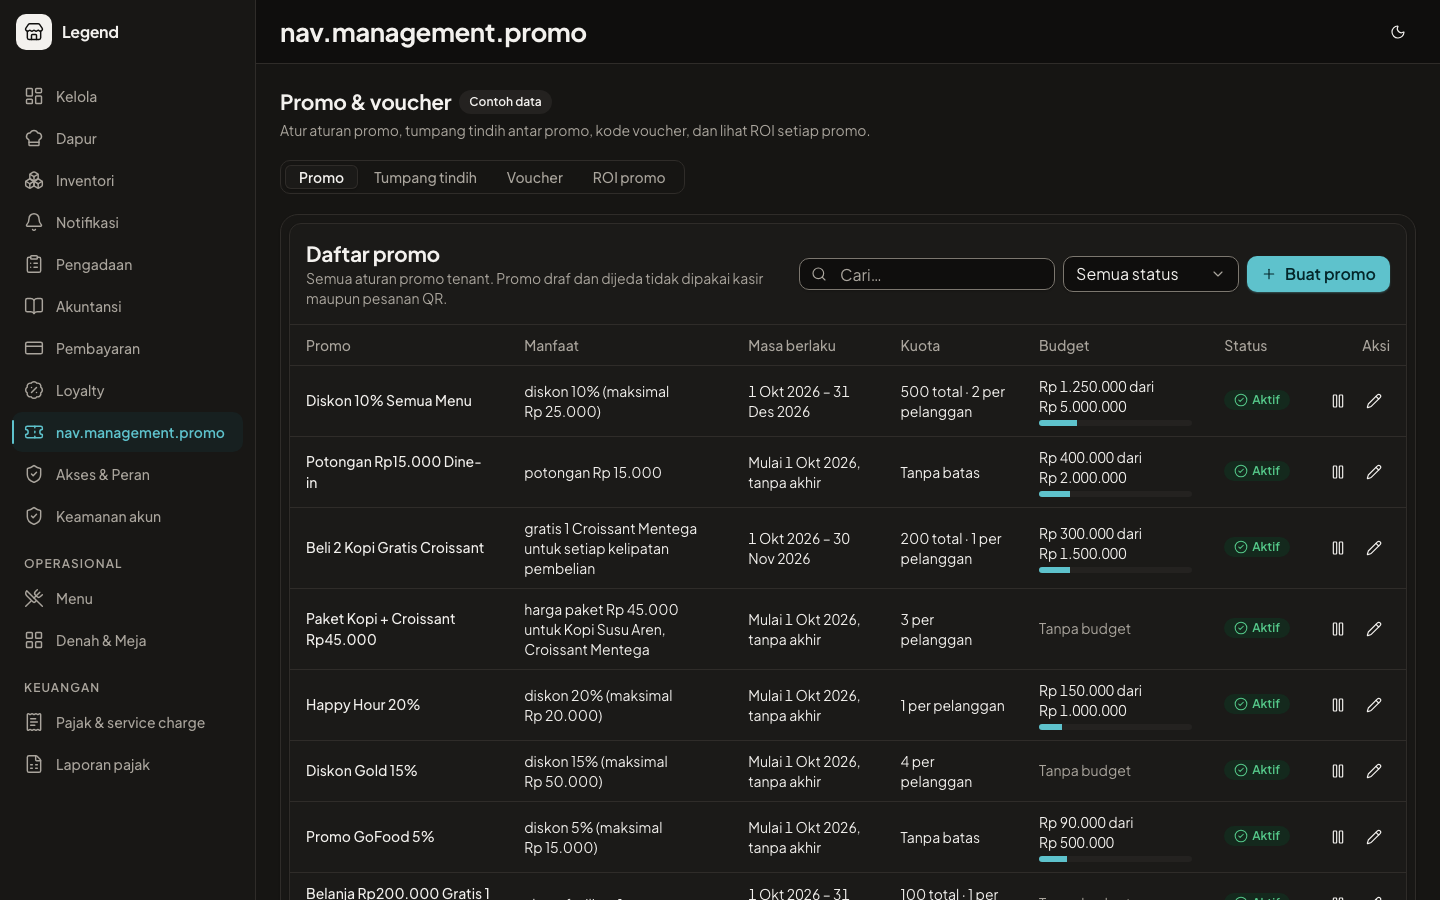 Legend
nav.management.promo
Kelola
Dapur
Inventori
Notifikasi
Pengadaan
Akuntansi
Pembayaran
Loyalty
nav.management.promo
Akses & Peran
Keamanan akun
OPERASIONAL
Menu
Denah & Meja
KEUANGAN
Pajak & service charge
Laporan pajak
Promo & voucher
Contoh data
Atur aturan promo, tumpang tindih antar promo, kode voucher, dan lihat ROI setiap promo.
Promo Tumpang tindih Voucher ROI promo
Daftar promo
Semua aturan promo tenant. Promo draf dan dijeda tidak dipakai kasir
maupun pesanan QR.
Cari...
Semua status
+ Buat promo
Promo Manfaat Masa berlaku Kuota Budget Status Aksi
Diskon 10% Semua Menu
diskon 10% (maksimal
Rp 25.000)
1 Okt 2026 – 31
Des 2026
500 total · 2 per
pelanggan
Rp 1.250.000 dari
Rp 5.000.000
Aktif
Potongan Rp15.000 Dine-
in
potongan Rp 15.000
Mulai 1 Okt 2026,
tanpa akhir
Tanpa batas
Rp 400.000 dari
Rp 2.000.000
Aktif
Beli 2 Kopi Gratis Croissant
gratis 1 Croissant Mentega
untuk setiap kelipatan
pembelian
1 Okt 2026 – 30
Nov 2026
200 total · 1 per
pelanggan
Rp 300.000 dari
Rp 1.500.000
Aktif
Paket Kopi + Croissant
Rp45.000
harga paket Rp 45.000
untuk Kopi Susu Aren,
Croissant Mentega
Mulai 1 Okt 2026,
tanpa akhir
3 per
pelanggan
Tanpa budget
Aktif
Happy Hour 20%
diskon 20% (maksimal
Rp 20.000)
Mulai 1 Okt 2026,
tanpa akhir
1 per pelanggan
Rp 150.000 dari
Rp 1.000.000
Aktif
Diskon Gold 15%
diskon 15% (maksimal
Rp 50.000)
Mulai 1 Okt 2026,
tanpa akhir
4 per
pelanggan
Tanpa budget
Aktif
Promo GoFood 5%
diskon 5% (maksimal
Rp 15.000)
Mulai 1 Okt 2026,
tanpa akhir
Tanpa batas
Rp 90.000 dari
Rp 500.000
Aktif
Belanja Rp200.000 Gratis 1
1 Okt 2026 – 31
100 total · 1 per